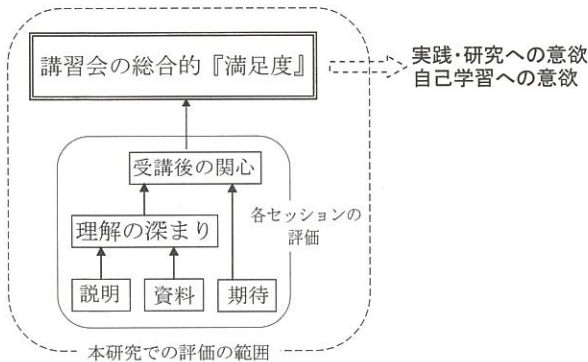 講習会の総合的『満足度』
実践・研究への意欲
自己学習への意欲
受講後の関心
各セッションの
評価
理解の深まり
説明
資料
期待
本研究での評価の範囲